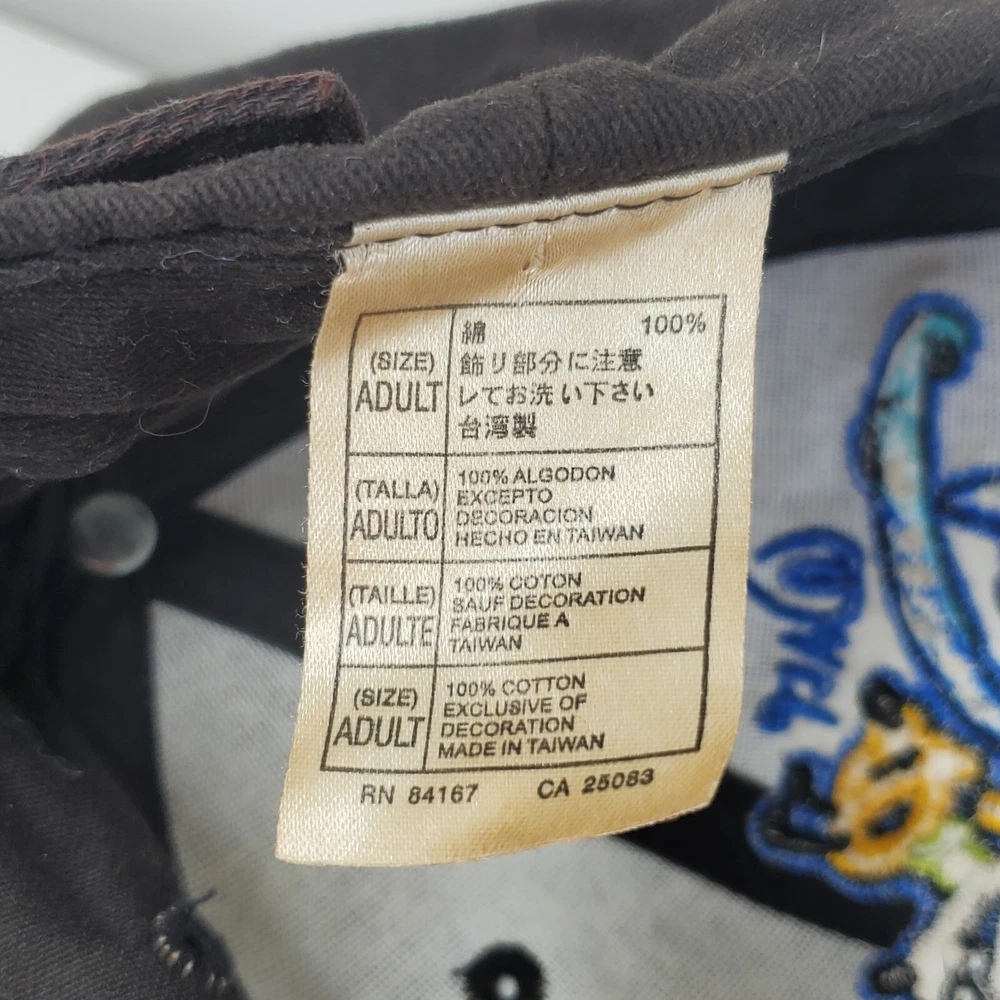 (SIZE)
ADULT
綿 100%
飾り部分に注意
してお洗い下さい
台湾製
(TALLA)
ADULTO
100% ALGODON
EXCEPTO
DECORACION
HECHO EN TAIWAN
(TAILLE)
ADULTE
100% COTON
SAUF DECORATION
FABRIQUE A
TAIWAN
(SIZE)
ADULT
100% COTTON
EXCLUSIVE OF
DECORATION
MADE IN TAIWAN
RN 84167 CA 25083